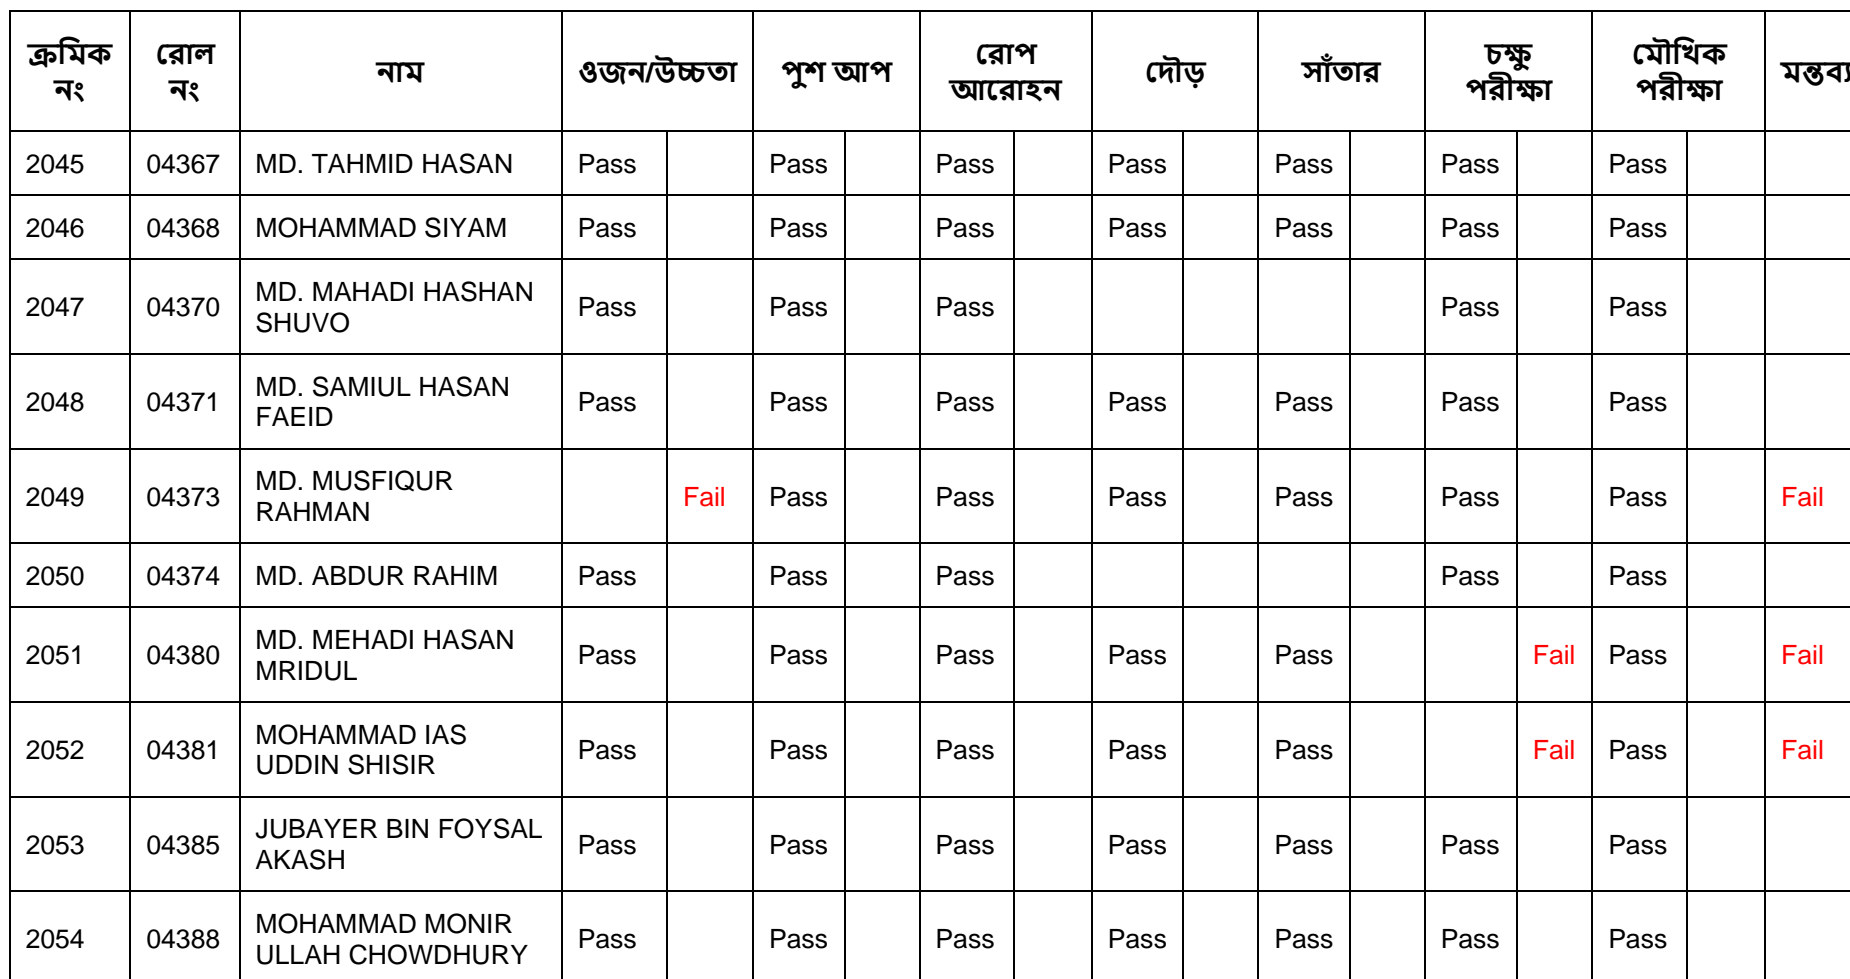 ক্রমিক নং রোল নং নাম ওজন/উচ্চতা পুশ আপ রোপ আরোহন দৌড় সাঁতার চক্ষু পরীক্ষা মৌখিক পরীক্ষা মন্তব্য
2045 04367 MD. TAHMID HASAN Pass Pass Pass Pass Pass Pass Pass
2046 04368 MOHAMMAD SIYAM Pass Pass Pass Pass Pass Pass Pass
2047 04370 MD. MAHADI HASHAN SHUVO Pass Pass Pass Pass Pass
2048 04371 MD. SAMIUL HASAN FAEID Pass Pass Pass Pass Pass Pass Pass
2049 04373 MD. MUSFIQUR RAHMAN Fail Pass Pass Pass Pass Pass Pass Fail
2050 04374 MD. ABDUR RAHIM Pass Pass Pass Pass Pass
2051 04380 MD. MEHADI HASAN MRIDUL Pass Pass Pass Pass Pass Fail Pass Fail
2052 04381 MOHAMMAD IAS UDDIN SHISIR Pass Pass Pass Pass Pass Fail Pass Fail
2053 04385 JUBAYER BIN FOYSAL AKASH Pass Pass Pass Pass Pass Pass Pass
2054 04388 MOHAMMAD MONIR ULLAH CHOWDHURY Pass Pass Pass Pass Pass Pass Pass